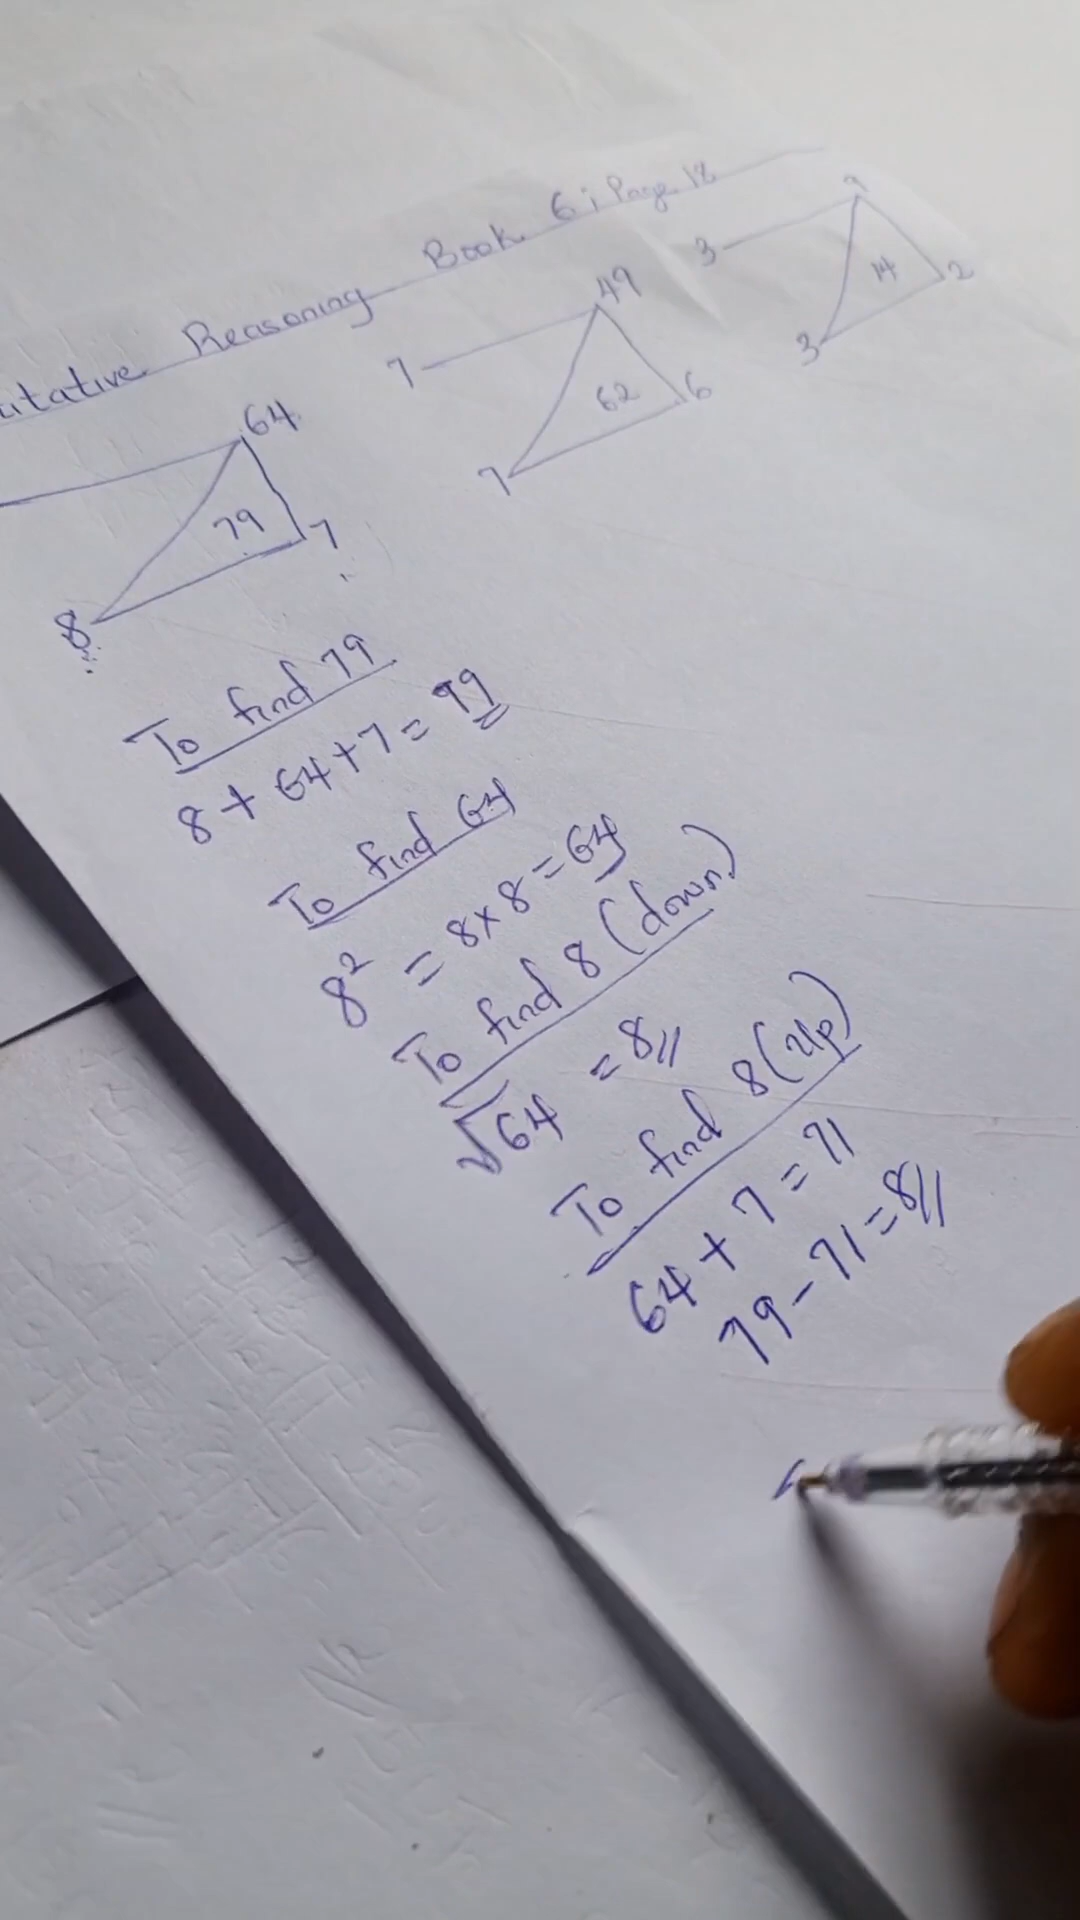 Reasoning Book 6; Page 18
64
79
7
8
49
7
62
6
7
9
3
14
2
3
To find 79
8 + 64 + 7 = 79
To find 64
8² = 8 x 8 = 64
To find 8 (down)
√64 = 8//
To find 8 (Up)
64 + 7 = 71
79 - 71 = 8//